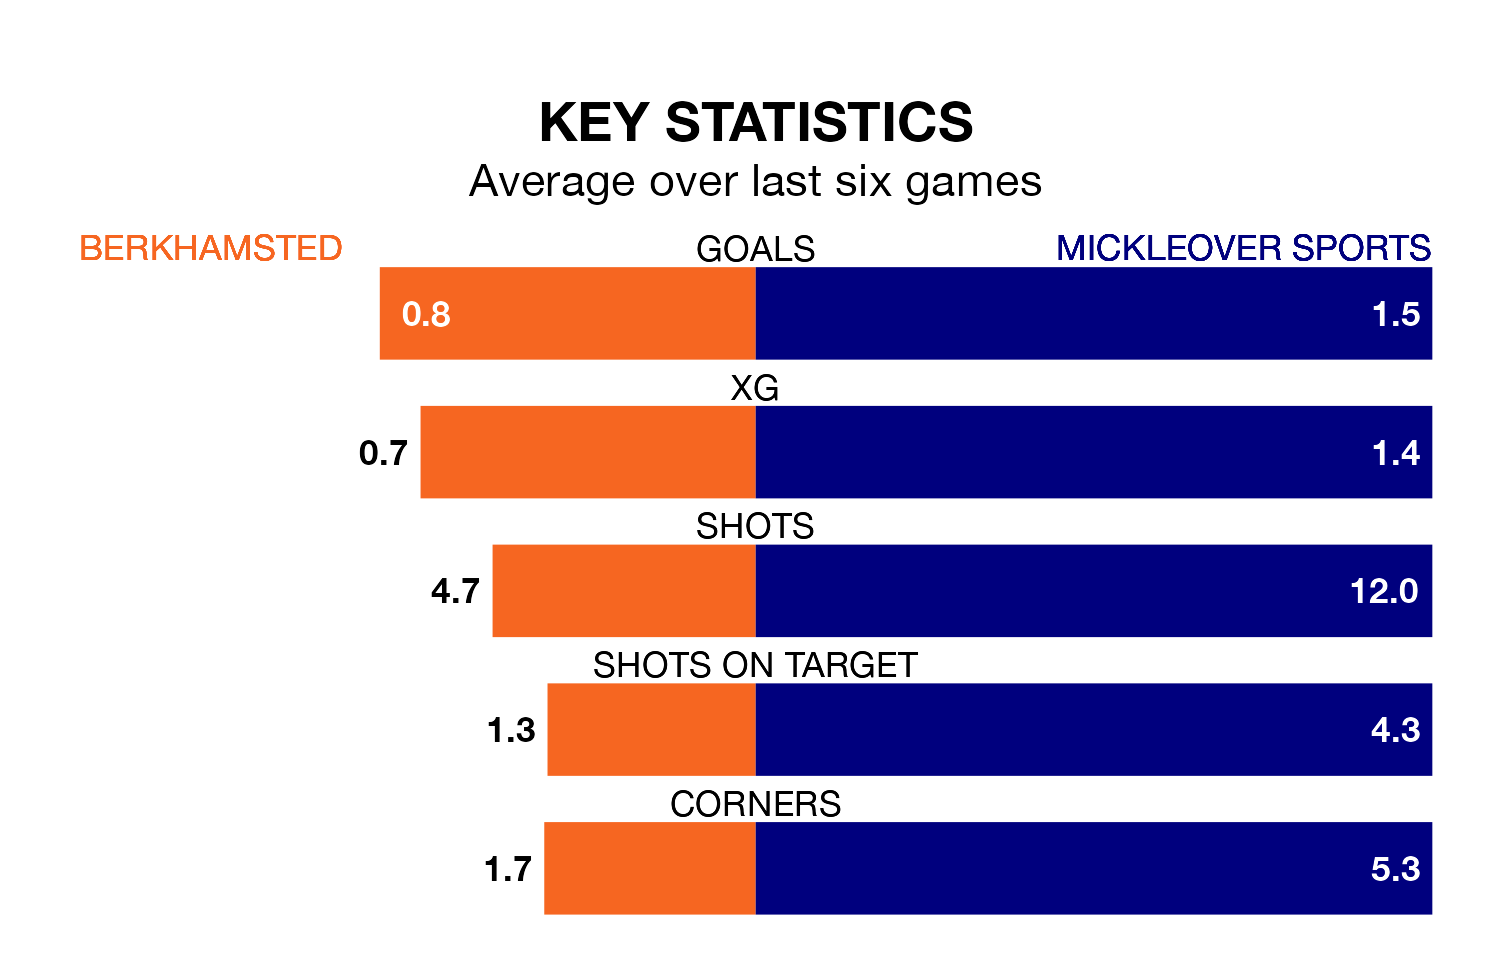 KEY STATISTICS
Average over last six games
BERKHAMSTED GOALS MICKLEOVER SPORTS
0.8 1.5
XG
0.7 1.4
SHOTS
4.7 12.0
SHOTS ON TARGET
1.3 4.3
CORNERS
1.7 5.3